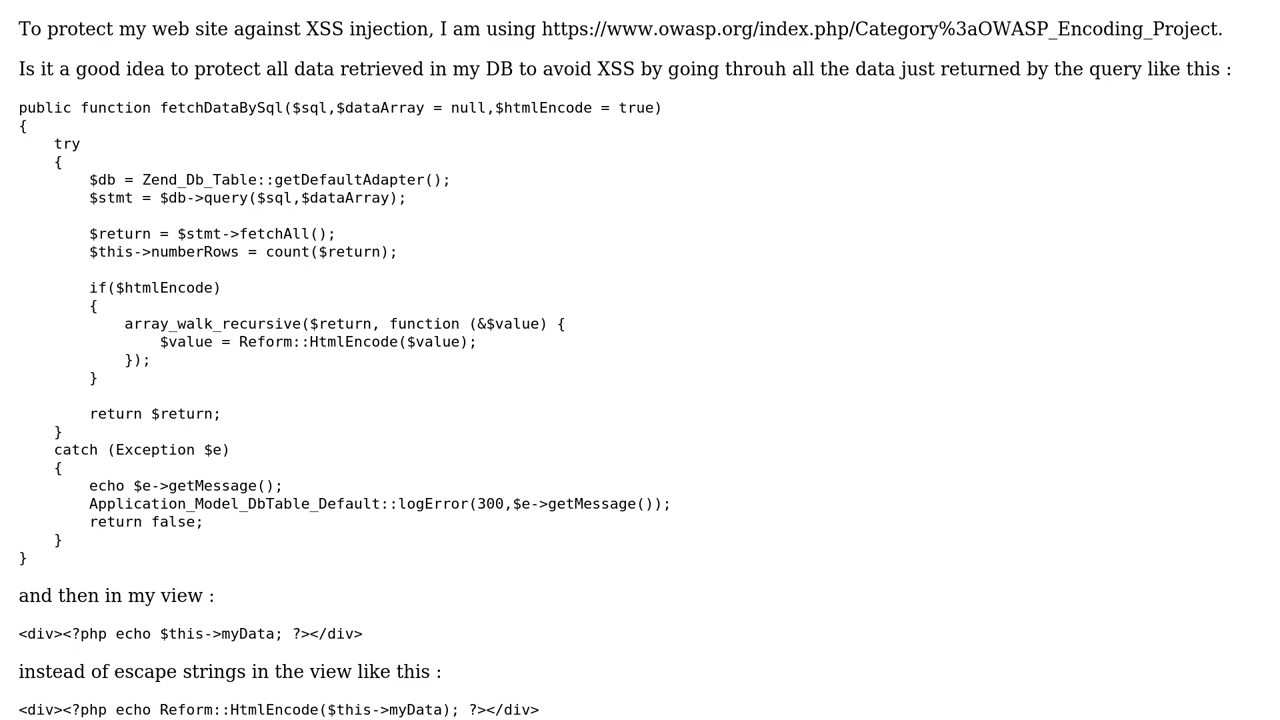 To protect my web site against XSS injection, I am using https://www.owasp.org/index.php/Category%3aOWASP_Encoding_Project.
Is it a good idea to protect all data retrieved in my DB to avoid XSS by going throuh all the data just returned by the query like this :
public function fetchDataBySql($sql,$dataArray = null,$htmlEncode = true)
{
    try
    {
        $db = Zend_Db_Table::getDefaultAdapter();
        $stmt = $db->query($sql,$dataArray);

        $return = $stmt->fetchAll();
        $this->numberRows = count($return);

        if($htmlEncode)
        {
            array_walk_recursive($return, function (&$value) {
                $value = Reform::HtmlEncode($value);
            });
        }

        return $return;
    }
    catch (Exception $e)
    {
        echo $e->getMessage();
        Application_Model_DbTable_Default::logError(300,$e->getMessage());
        return false;
    }
}
and then in my view :
<div><?php echo $this->myData; ?></div>
instead of escape strings in the view like this :
<div><?php echo Reform::HtmlEncode($this->myData); ?></div>